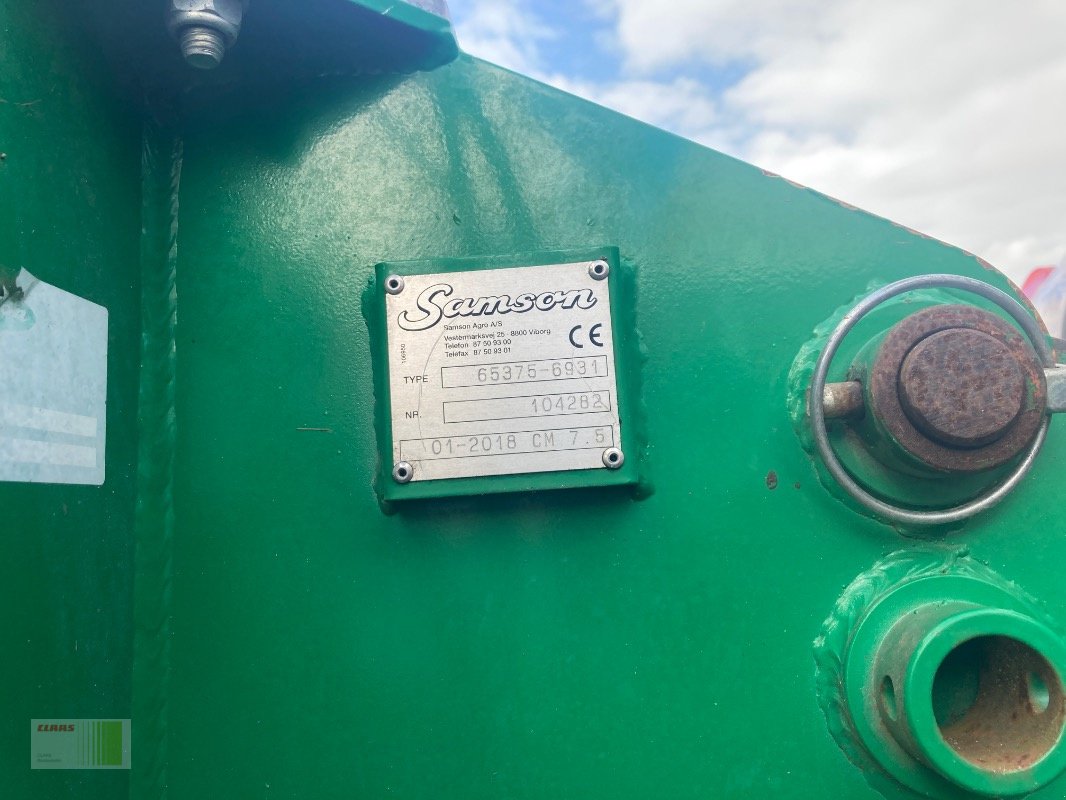 Samson
Samson Agro A/S
Vestermarksvej 25 - 8800 Viborg
Telefon 87 50 93 00
Telefax 87 50 93 01
CE
106950
TYPE 65375-6931
NR. 104282
01-2018 CM 7.5
CLAAS